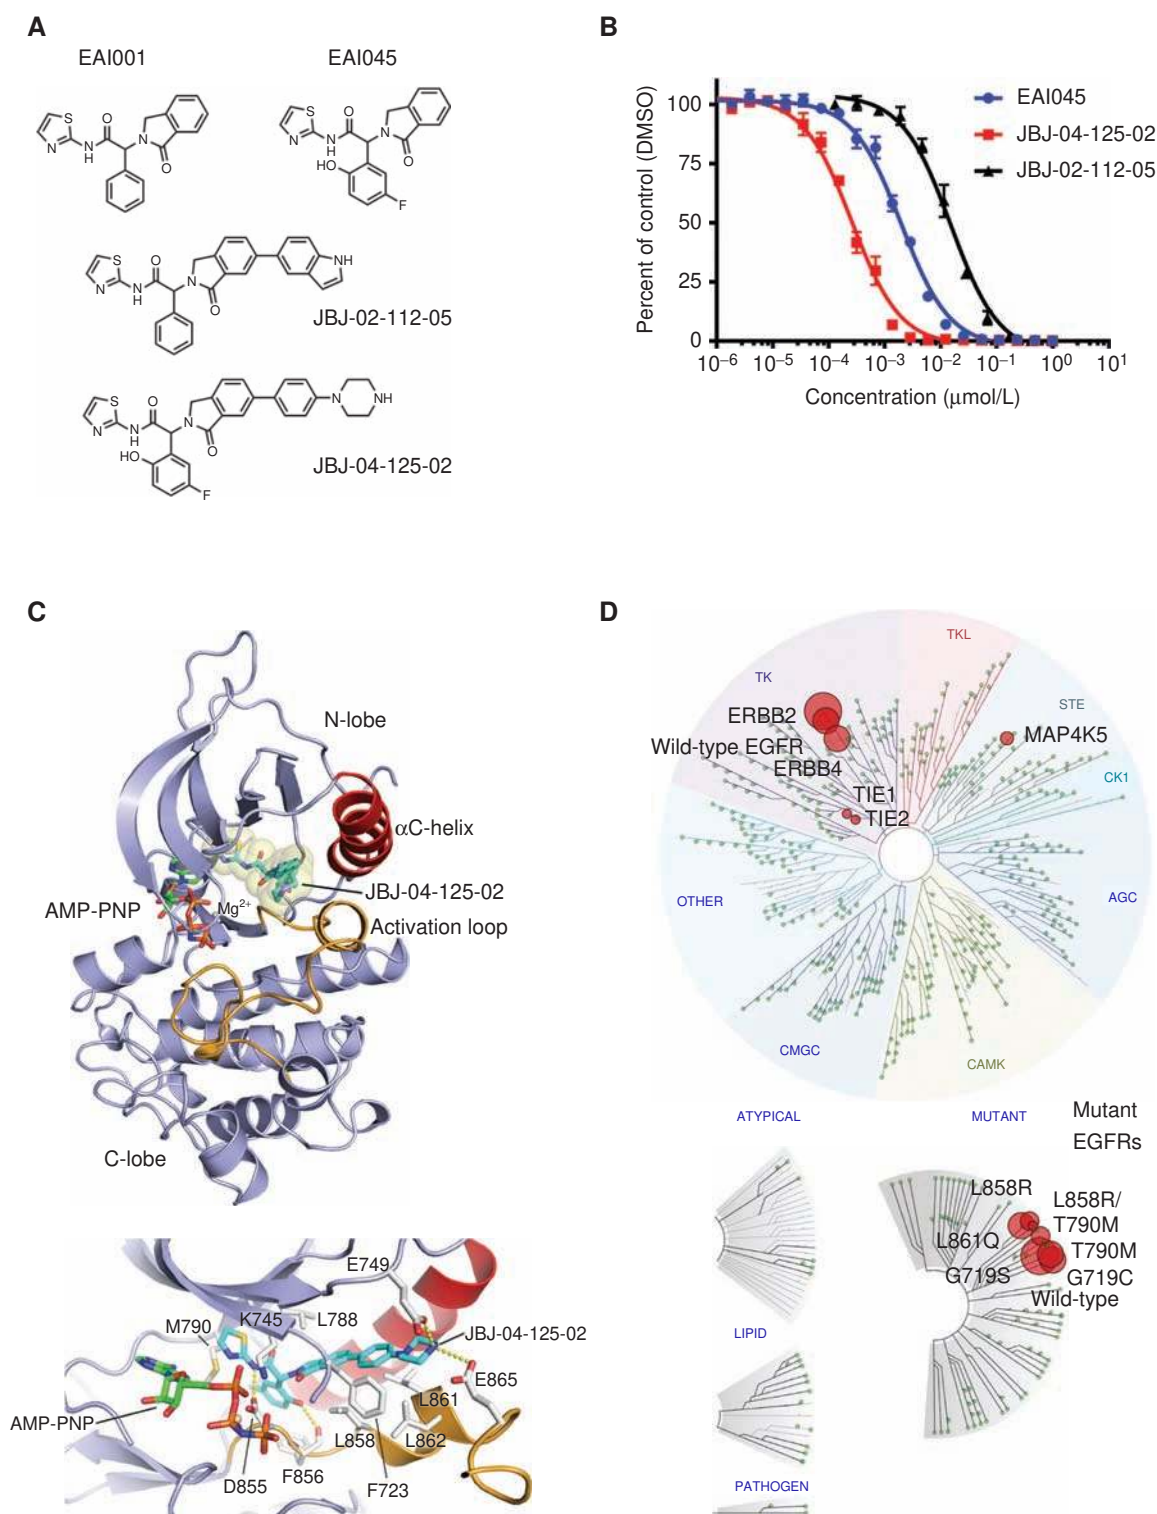 A
EAI001
EAI045
S
N
N
H
O
N
O
S
N
N
H
O
N
O
HO
F
S
N
N
H
O
N
O
NH
JBJ-02-112-05
S
N
N
H
O
N
O
N
NH
HO
F
JBJ-04-125-02
B
Percent of control (DMSO)
100
75
50
25
0
10⁻⁶ 10⁻⁵ 10⁻⁴ 10⁻³ 10⁻² 10⁻¹ 10⁰ 10¹
Concentration (μmol/L)
EAI045
JBJ-04-125-02
JBJ-02-112-05
C
N-lobe
αC-helix
JBJ-04-125-02
AMP-PNP
Mg²⁺
Activation loop
C-lobe
E749
K745
L788
M790
JBJ-04-125-02
E865
L861
AMP-PNP
L858
L862
F856
D855
F723
D
TKL
TK
STE
ERBB2
MAP4K5
Wild-type EGFR
ERBB4
CK1
TIE1
TIE2
OTHER
AGC
CMGC
CAMK
ATYPICAL
MUTANT
Mutant
EGFRs
L858R
L858R/
T790M
L861Q
T790M
G719S
G719C
Wild-type
LIPID
PATHOGEN